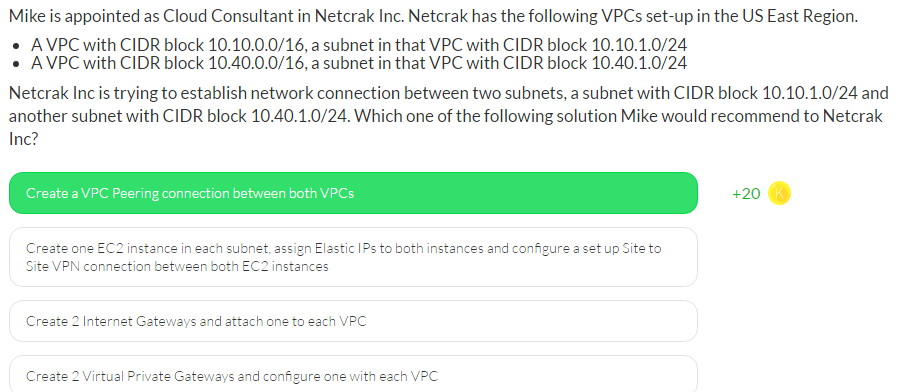 Mike is appointed as Cloud Consultant in Netcrak Inc. Netcrak has the following VPCs set-up in the US East Region.
• A VPC with CIDR block 10.10.0.0/16, a subnet in that VPC with CIDR block 10.10.1.0/24
• A VPC with CIDR block 10.40.0.0/16, a subnet in that VPC with CIDR block 10.40.1.0/24
Netcrak Inc is trying to establish network connection between two subnets, a subnet with CIDR block 10.10.1.0/24 and
another subnet with CIDR block 10.40.1.0/24. Which one of the following solution Mike would recommend to Netcrak
Inc?
Create a VPC Peering connection between both VPCs
+20 K
Create one EC2 instance in each subnet, assign Elastic IPs to both instances and configure a set up Site to
Site VPN connection between both EC2 instances
Create 2 Internet Gateways and attach one to each VPC
Create 2 Virtual Private Gateways and configure one with each VPC